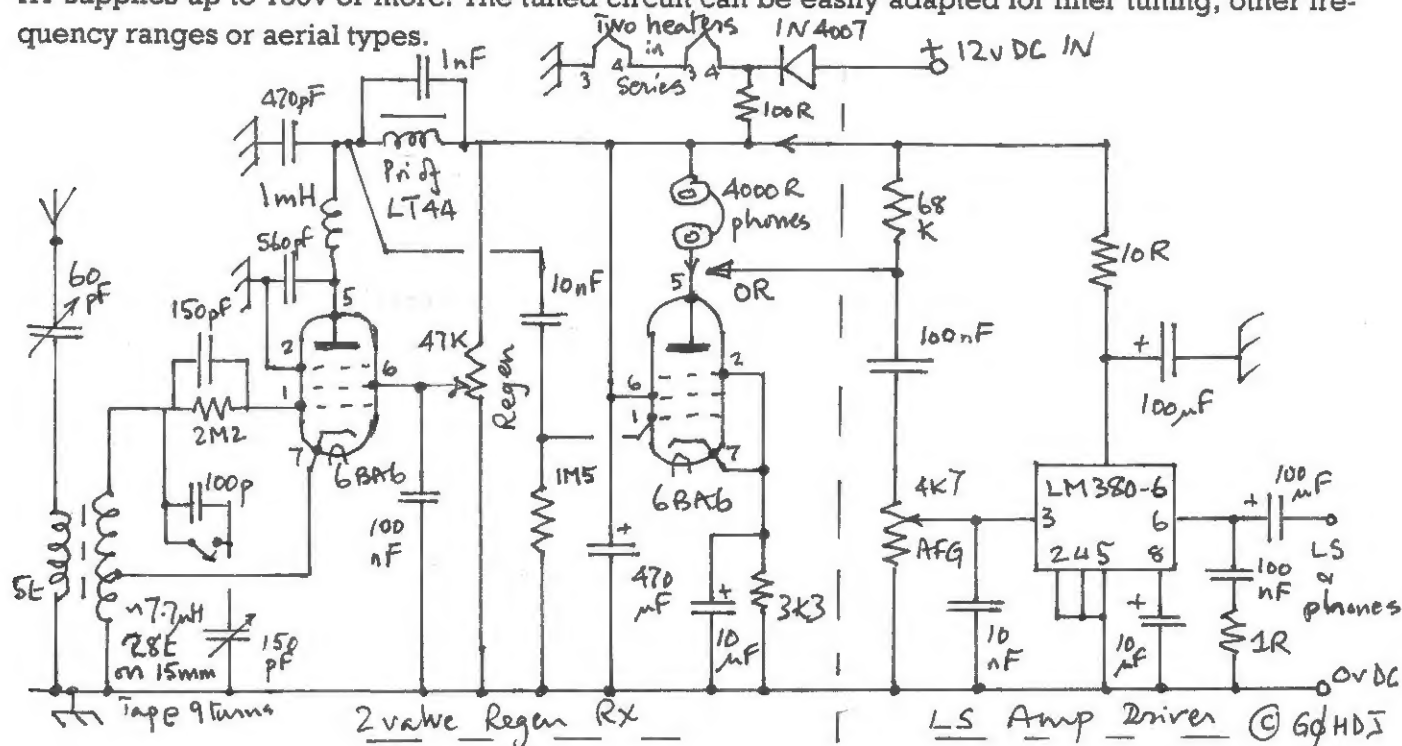 HV supplies up to 100v or more. The tuned circuit can be easily adapted for finer tuning, other fre-
quency ranges or aerial types.
Two heaters
in
Series
3 4 3 4
1N4007
+ 12v DC IN
100R
1nF
470pF
Pri of
LT44
1mH
560pf
60
pF
150pF
2M2
5
2
1
6
7
6BA6
100p
5t
~7.7μH
28t
on 15mm
Tap @ 9 turns
150
pF
47K
Regen
100
nF
10nF
1M5
4000R
phones
OR
5
6
1
2
7
6BA6
470
μF
+
10
μF
+
3K3
68
K
100nF
4K7
AFG
10
nF
10R
+
100μF
LM380-6
3
6
2 4 5 8
+
10
μF
+
100
μF
100
nF
1R
LS
or
phones
0v DC
2 valve Regen RX
LS Amp Driver © GØHDJ